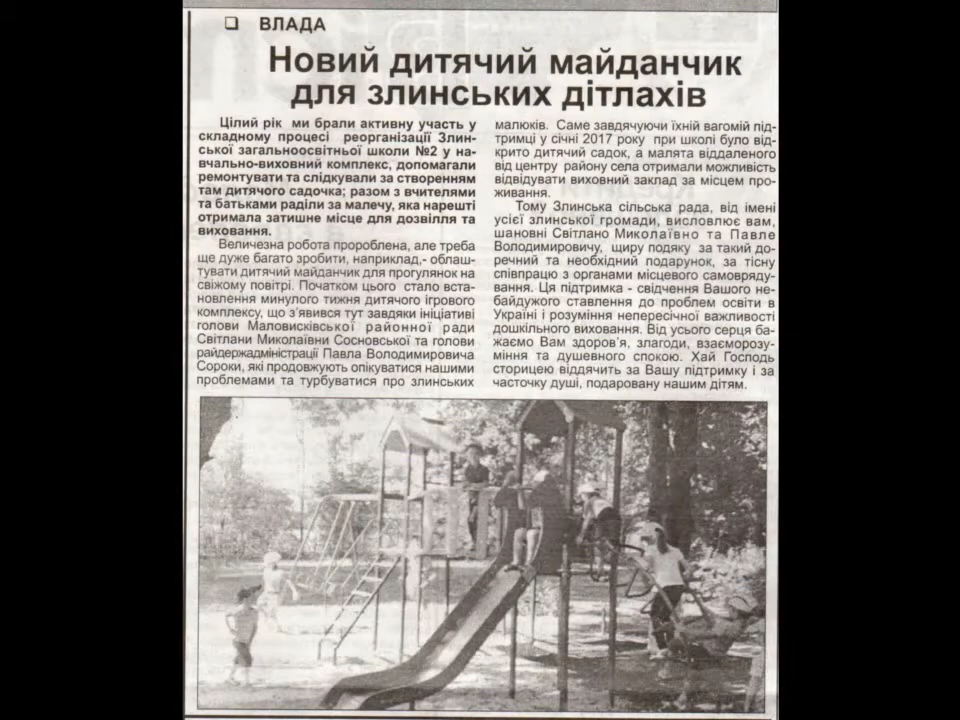 ❏ ВЛАДА
Новий дитячий майданчик
для злинських дітлахів
Цілий рік ми брали активну участь у
складному процесі реорганізації Злин-
ської загальноосвітньої школи №2 у на-
вчально-виховний комплекс, допомагали
ремонтувати та слідкували за створенням
там дитячого садочка; разом з вчителями
та батьками раділи за малечу, яка нарешті
отримала затишне місце для дозвілля та
виховання.
Величезна робота пророблена, але треба
ще дуже багато зробити, наприклад,- облаш-
тувати дитячий майданчик для прогулянок на
свіжому повітрі. Початком цього стало вста-
новлення минулого тижня дитячого ігрового
комплексу, що з'явився тут завдяки ініціативі
голови Маловисківської районної ради
Світлани Миколаївни Сосновської та голови
райдержадміністрації Павла Володимировича
Сороки, які продовжують опікуватися нашими
проблемами та турбуватися про злинських
малюків. Саме завдячуючи їхній вагомій під-
тримці у січні 2017 року при школі було від-
крито дитячий садок, а малята віддаленого
від центру району села отримали можливість
відвідувати виховний заклад за місцем про-
живання.
Тому Злинська сільська рада, від імені
усієї злинської громади, висловлює вам,
шановні Світлано Миколаївно та Павле
Володимировичу, щиру подяку за такий до-
речний та необхідний подарунок, за тісну
співпрацю з органами місцевого самовряду-
вання. Ця підтримка - свідчення Вашого не-
байдужого ставлення до проблем освіти в
Україні і розуміння непересічної важливості
дошкільного виховання. Від усього серця ба-
жаємо Вам здоров'я, злагоди, взаєморозу-
міння та душевного спокою. Хай Господь
сторицею віддячить за Вашу підтримку і за
часточку душі, подаровану нашим дітям.